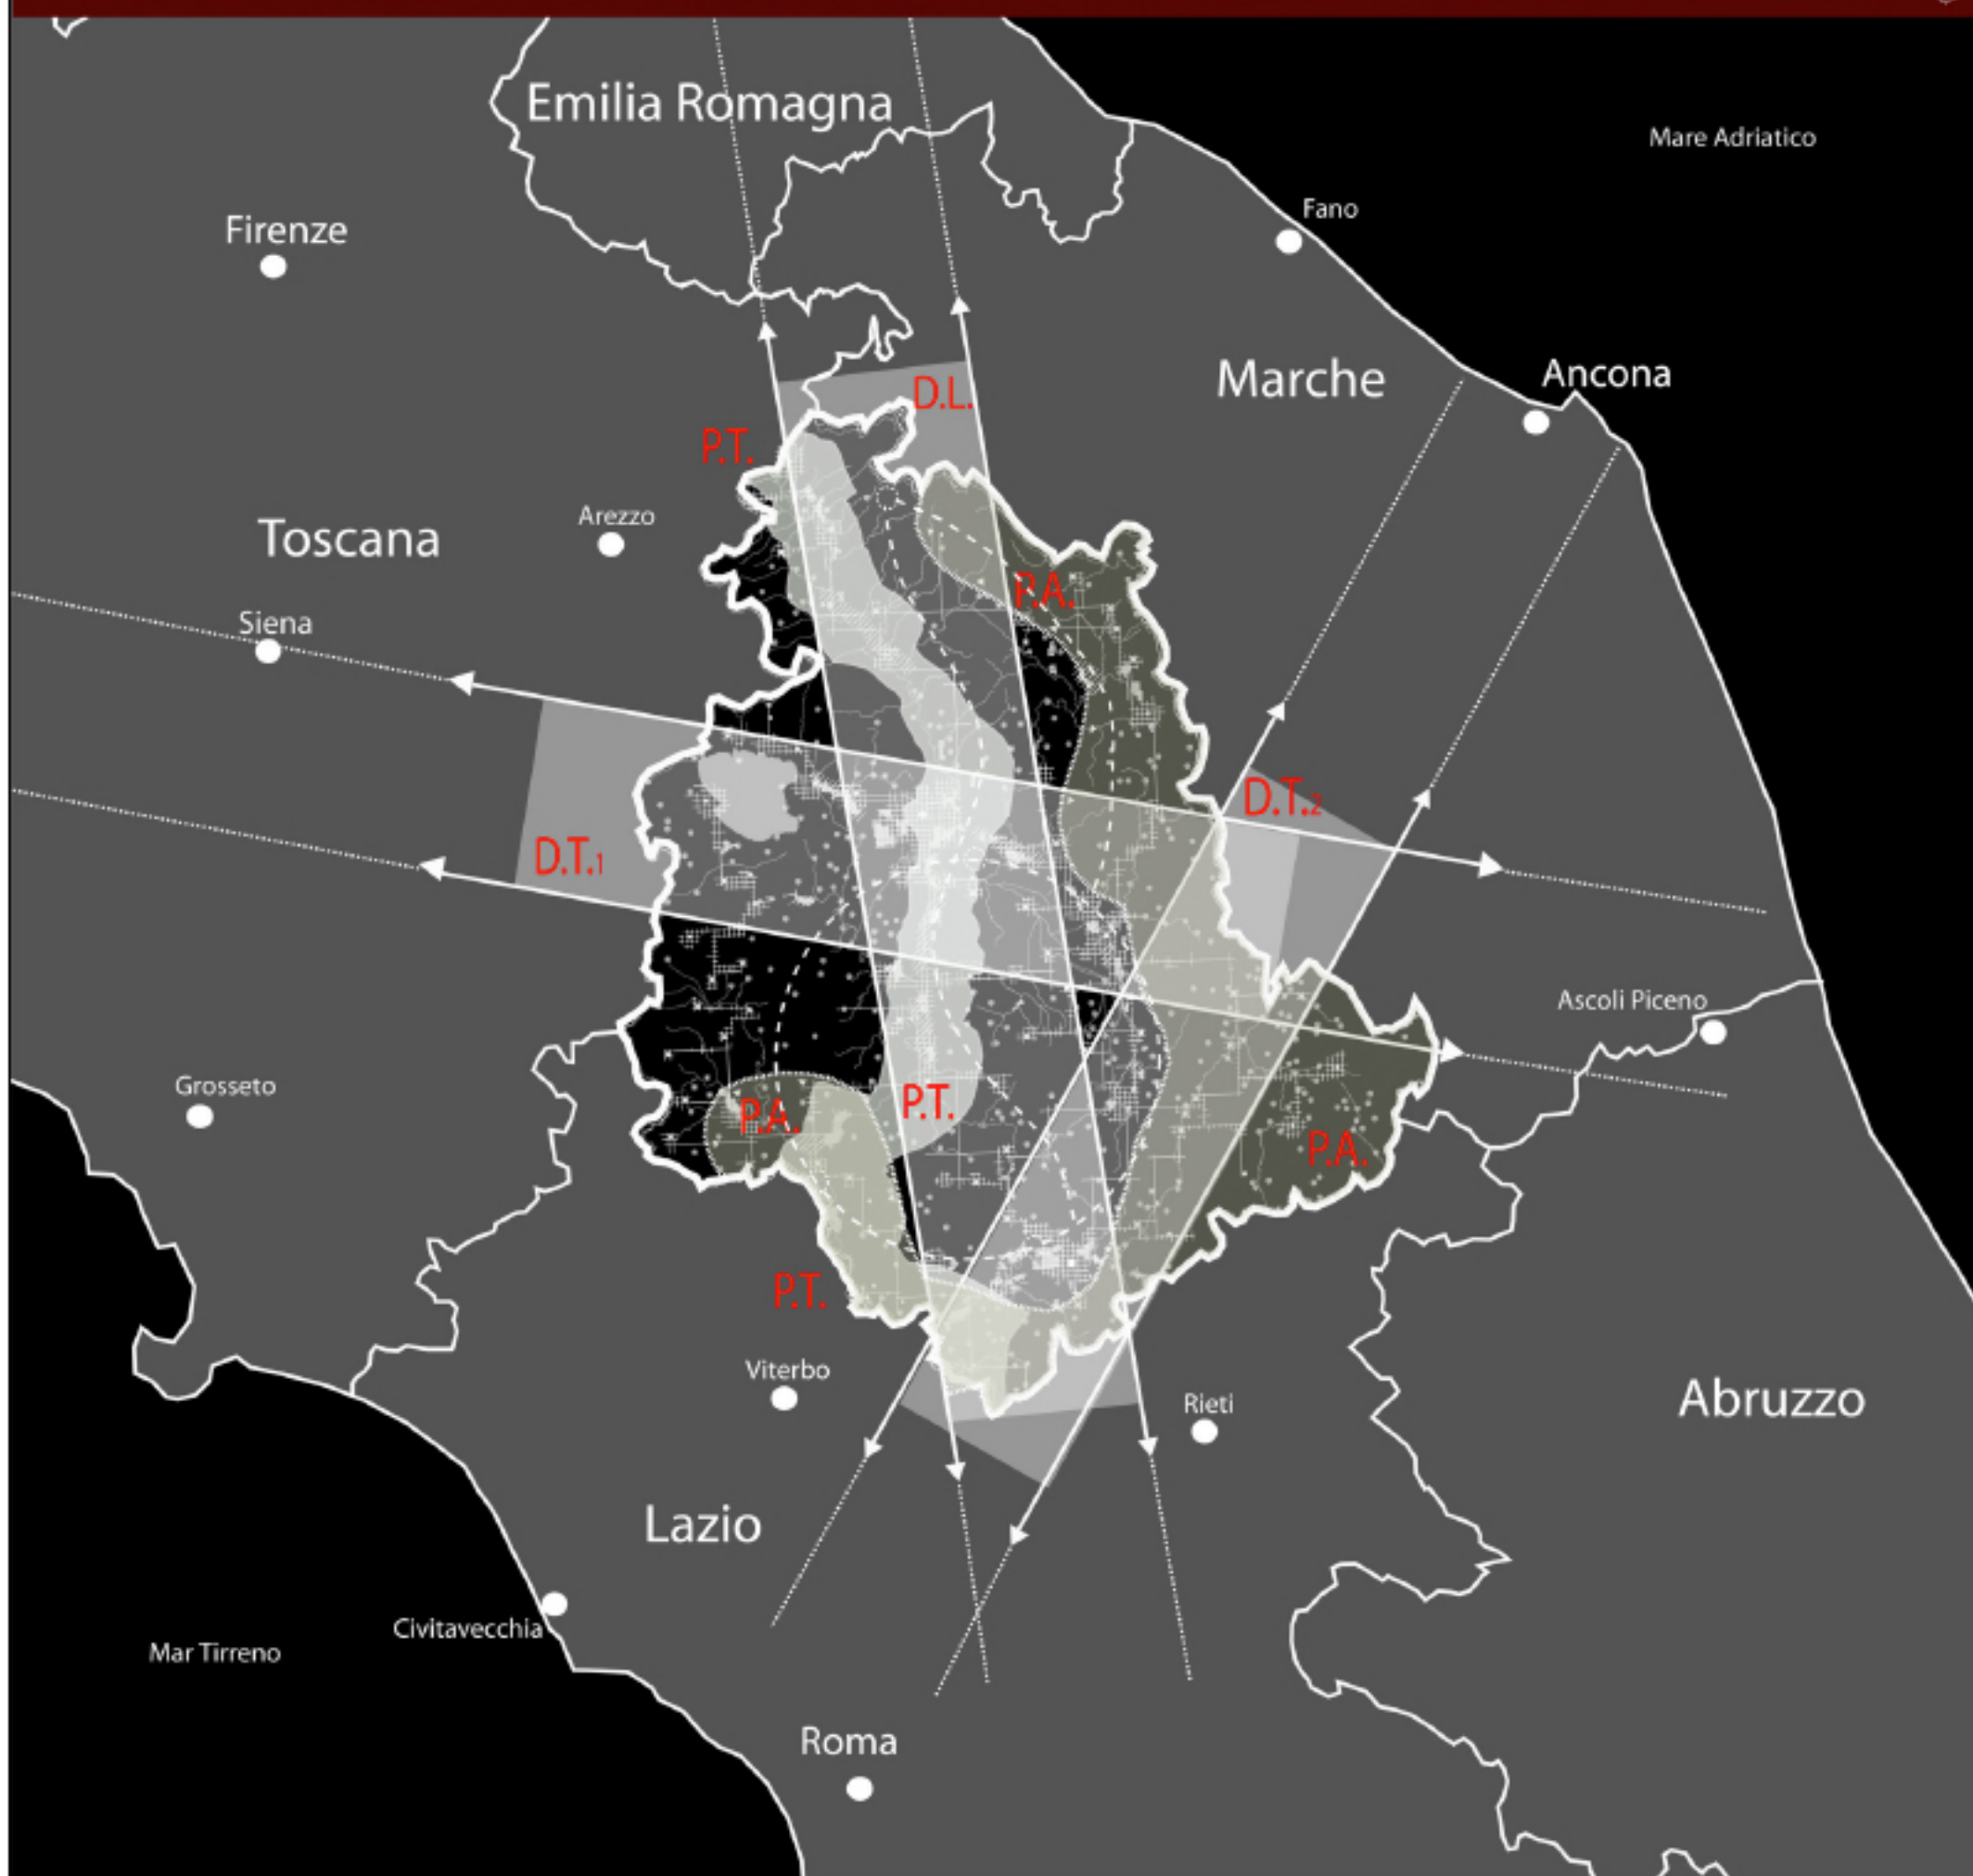 Emilia Romagna
Mare Adriatico
Fano
Firenze
Marche
Ancona
D.L.
P.T.
Arezzo
Toscana
P.A.
Siena
D.T.2
D.T.1
Ascoli Piceno
Grosseto
P.A.
P.T.
P.A.
P.T.
Viterbo
Rieti
Abruzzo
Lazio
Civitavecchia
Mar Tirreno
Roma